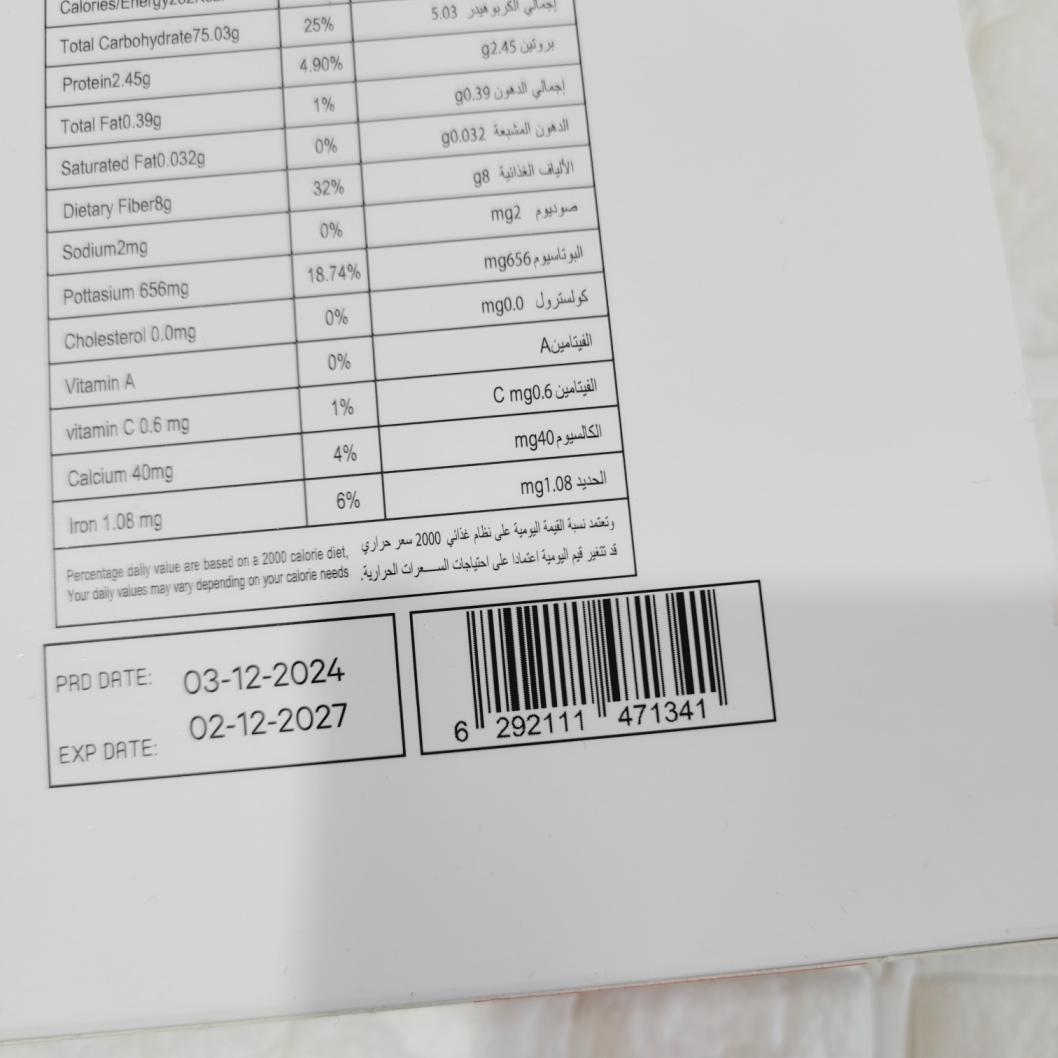 Calories/Energy282Kcal
Total Carbohydrate75.03g 25% إجمالي الكربوهيدر 5.03
Protein2.45g 4.90% بروتين g2.45
Total Fat0.39g 1% إجمالي الدهون g0.39
Saturated Fat0.032g 0% الدهون المشبعة g0.032
Dietary Fiber8g 32% الألياف الغذائية g8
Sodium2mg 0% صوديوم mg2
Pottasium 656mg 18.74% البوتاسيوم mg656
Cholesterol 0.0mg 0% كولسترول mg0.0
Vitamin A 0% الفيتامين A
vitamin C 0.6 mg 1% الفيتامين C mg0.6
Calcium 40mg 4% الكالسيوم mg40
Iron 1.08 mg 6% الحديد mg1.08
Percentage daily value are based on a 2000 calorie diet,
Your daily values may vary depending on your calorie needs
وتعتمد نسبة القيمة اليومية على نظام غذائي 2000 سعر حراري
قد تتغير قيم اليومية اعتمادا على احتياجات السعرات الحرارية.
PRD DATE: 03-12-2024
02-12-2027
EXP DATE:
6 292111 471341